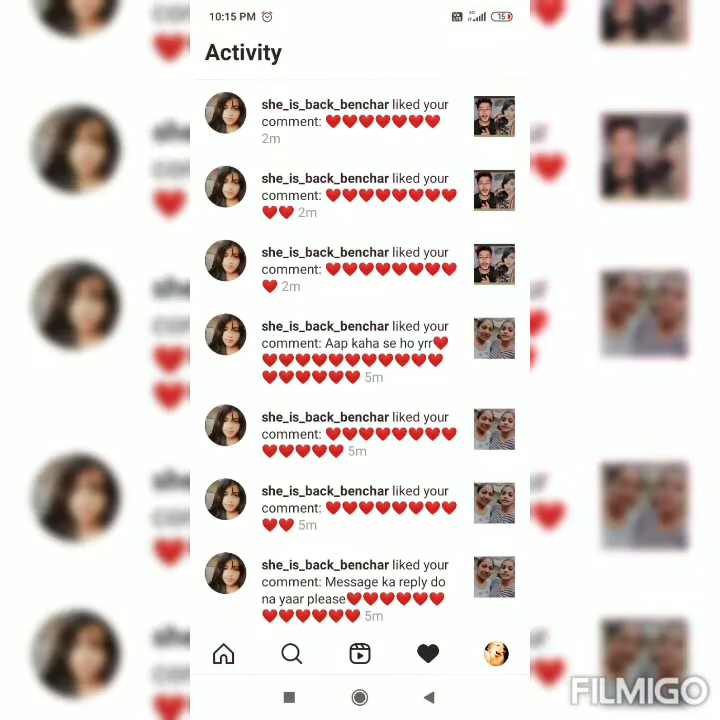 10:15 PM
15
Activity
she_is_back_benchar liked your
comment: ❤️❤️❤️❤️❤️❤️❤️
2m
she_is_back_benchar liked your
comment: ❤️❤️❤️❤️❤️❤️❤️❤️
❤️❤️ 2m
she_is_back_benchar liked your
comment: ❤️❤️❤️❤️❤️❤️❤️❤️
❤️ 2m
she_is_back_benchar liked your
comment: Aap kaha se ho yrr❤️
❤️❤️❤️❤️❤️❤️❤️❤️❤️❤️❤️
❤️❤️❤️❤️❤️❤️ 5m
she_is_back_benchar liked your
comment: ❤️❤️❤️❤️❤️❤️❤️❤️
❤️❤️❤️❤️❤️ 5m
she_is_back_benchar liked your
comment: ❤️❤️❤️❤️❤️❤️❤️❤️
❤️❤️ 5m
she_is_back_benchar liked your
comment: Message ka reply do
na yaar please❤️❤️❤️❤️❤️❤️
❤️❤️❤️❤️❤️❤️ 5m
FILMIGO